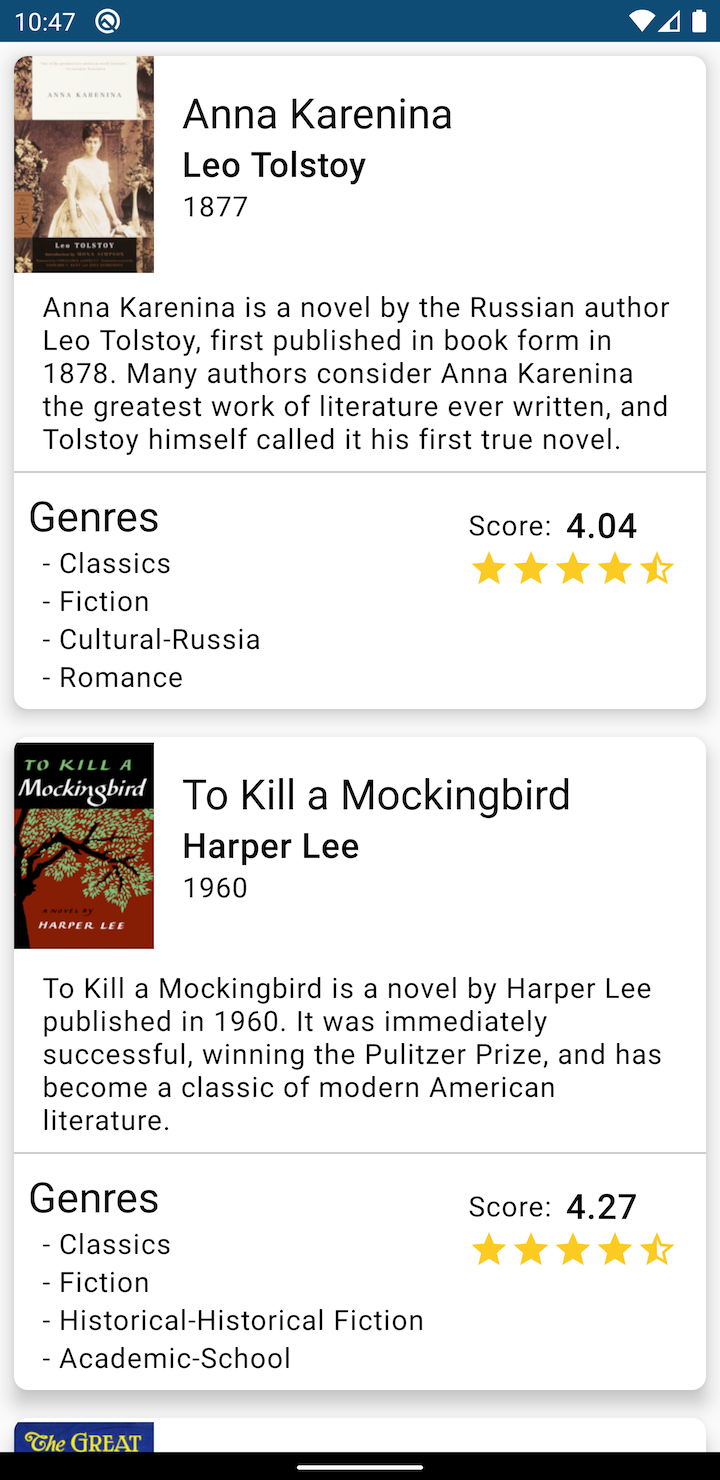 10:47
ANNA KARENINA
Leo TOLSTOY
Anna Karenina
Leo Tolstoy
1877
Anna Karenina is a novel by the Russian author
Leo Tolstoy, first published in book form in
1878. Many authors consider Anna Karenina
the greatest work of literature ever written, and
Tolstoy himself called it his first true novel.
Genres
- Classics
- Fiction
- Cultural-Russia
- Romance
Score: 4.04
TO KILL A
Mockingbird
A NOVEL BY
HARPER LEE
To Kill a Mockingbird
Harper Lee
1960
To Kill a Mockingbird is a novel by Harper Lee
published in 1960. It was immediately
successful, winning the Pulitzer Prize, and has
become a classic of modern American
literature.
Genres
- Classics
- Fiction
- Historical-Historical Fiction
- Academic-School
Score: 4.27
The GREAT